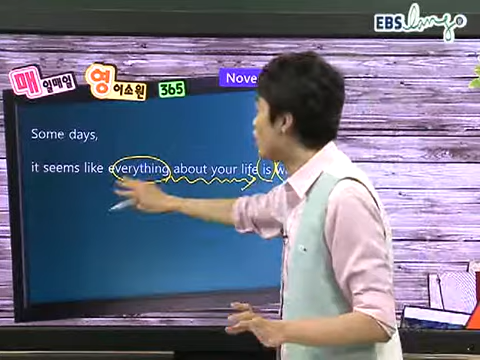 EBS lang
매일매일 영어소원 365
Nove
Some days,
it seems like everything about your life is w